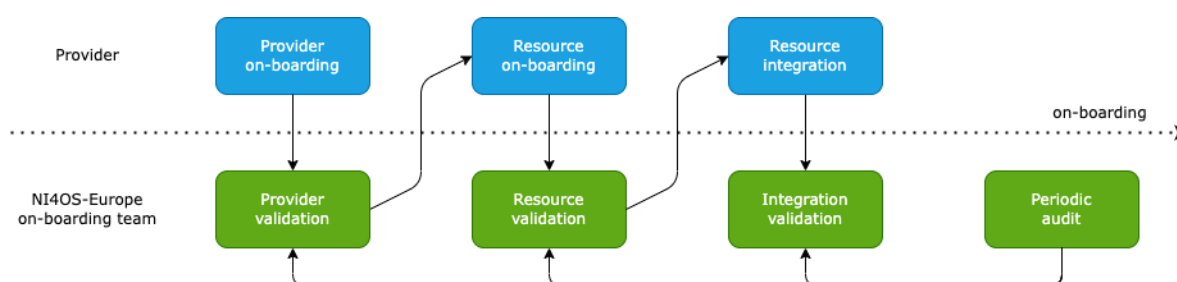 Provider
Provider
on-boarding
Resource
on-boarding
Resource
integration
on-boarding
NI4OS-Europe
on-boarding team
Provider
validation
Resource
validation
Integration
validation
Periodic
audit